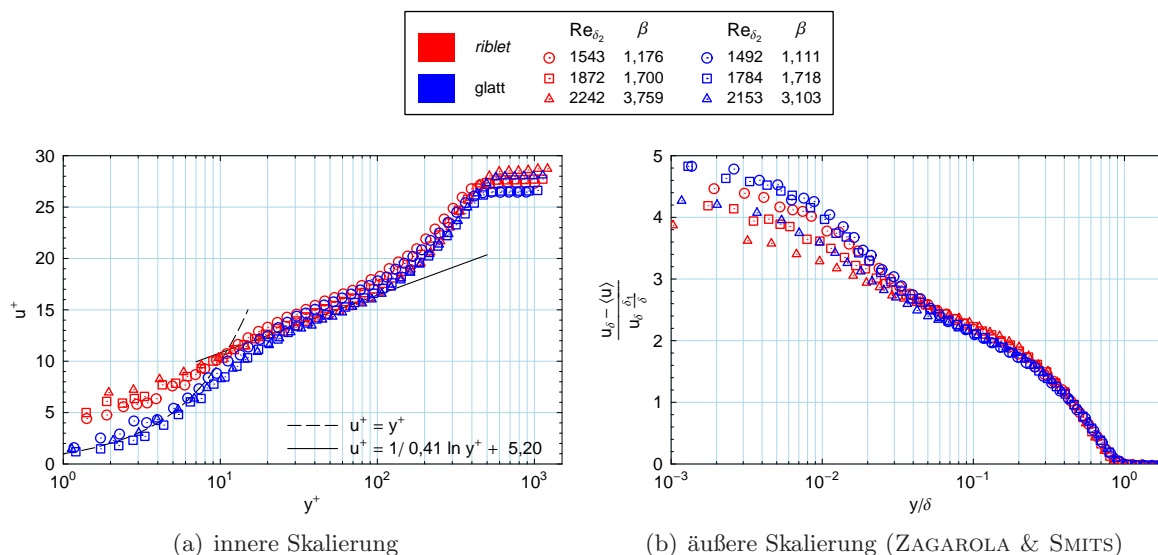 Re_δ₂ β Re_δ₂ β
riblet 1543 1,176 1492 1,111
1872 1,700 1784 1,718
glatt 2242 3,759 2153 3,103
30
25
20
15
10
5
0
u⁺
u⁺ = y⁺
u⁺ = 1/ 0,41 ln y⁺ + 5,20
10⁰ 10¹ 10² 10³
y⁺
(a) innere Skalierung
5
4
3
2
1
0
u_δ − ⟨u⟩
u_δ δ₁/δ
10⁻³ 10⁻² 10⁻¹ 10⁰
y/δ
(b) äußere Skalierung (ZAGAROLA & SMITS)